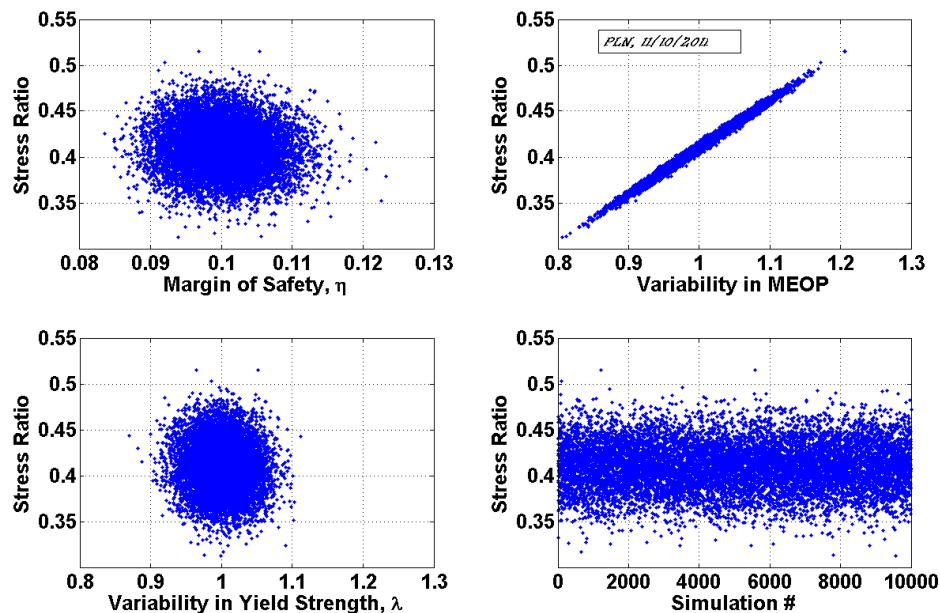 0.55
0.5
0.45
0.4
0.35
0.08 0.09 0.1 0.11 0.12 0.13
Stress Ratio
Margin of Safety, η
PLN, 11/10/2011
0.55
0.5
0.45
0.4
0.35
0.8 0.9 1 1.1 1.2 1.3
Stress Ratio
Variability in MEOP
0.55
0.5
0.45
0.4
0.35
0.8 0.9 1 1.1 1.2 1.3
Stress Ratio
Variability in Yield Strength, λ
0.55
0.5
0.45
0.4
0.35
0 2000 4000 6000 8000 10000
Stress Ratio
Simulation #